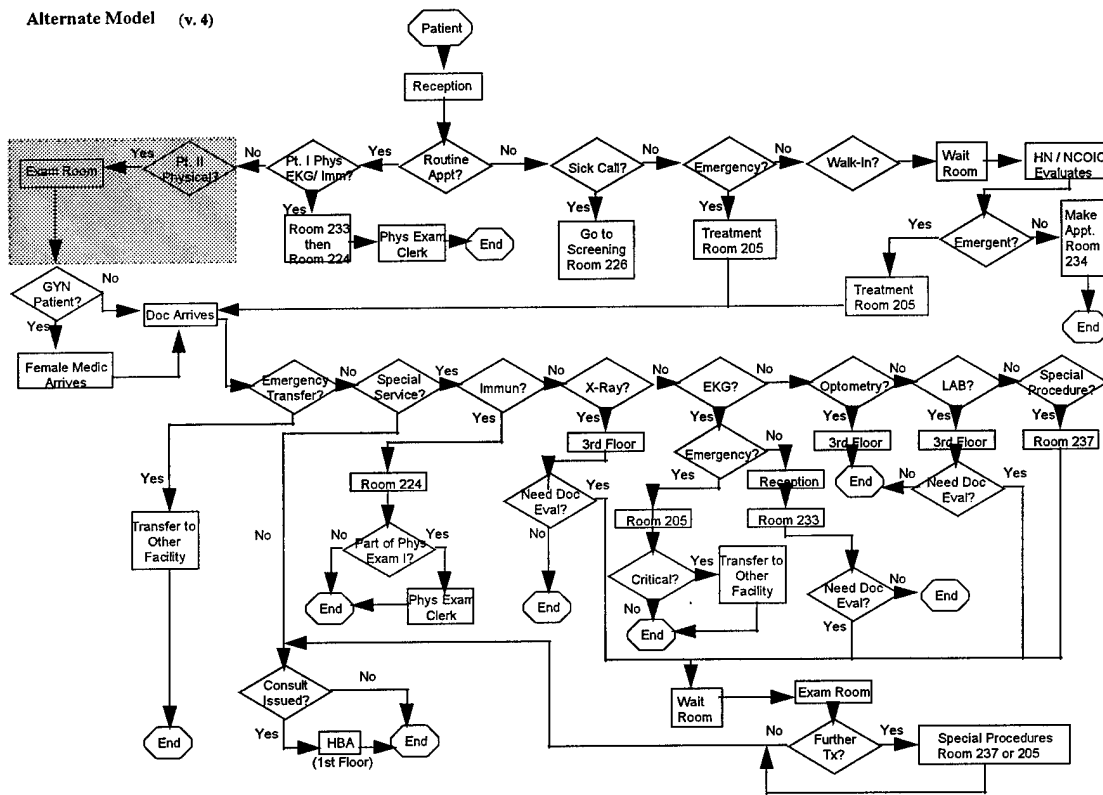 Alternate Model (v. 4)
Patient
Reception
Exam Room
Yes
Pt. II
Physical?
No
Pt. I Phys
EKG/ Imm?
Yes
Routine
Appt?
No
Sick Call?
No
Emergency?
No
Walk-In?
Wait
Room
HN / NCOIC
Evaluates
Yes
Room 233
then
Room 224
Phys Exam
Clerk
End
Yes
Go to
Screening
Room 226
Yes
Treatment
Room 205
Yes
Emergent?
No
Make
Appt.
Room
234
Treatment
Room 205
End
GYN
Patient?
No
Yes
Doc Arrives
Female Medic
Arrives
Emergency
Transfer?
No
Special
Service?
Yes
Immun?
No
X-Ray?
No
EKG?
No
Optometry?
No
LAB?
No
Special
Procedure?
Yes
Transfer to
Other
Facility
End
No
Yes
Room 224
Part of Phys
Exam I?
No
Yes
End
Phys Exam
Clerk
Yes
3rd Floor
Need Doc
Eval?
Yes
No
End
Yes
Emergency?
Yes
No
Room 205
Critical?
Yes
Transfer to
Other
Facility
No
End
Reception
Room 233
Need Doc
Eval?
No
End
Yes
Yes
3rd Floor
End
Yes
3rd Floor
No
Need Doc
Eval?
Yes
Yes
Room 237
Consult
Issued?
No
Yes
HBA
(1st Floor)
End
Wait
Room
Exam Room
Further
Tx?
No
Yes
Special Procedures
Room 237 or 205